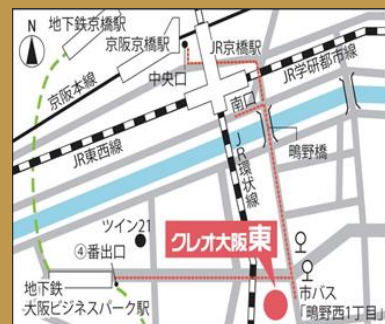 N
地下鉄京橋駅
京阪京橋駅
JR京橋駅
京阪本線
中央口
JR学研都市線
南口
JR東西線
JR環状線
鴫野橋
ツイン21
クレオ大阪東
④番出口
地下鉄
大阪ビジネスパーク駅
市バス
「鴫野西1丁目」